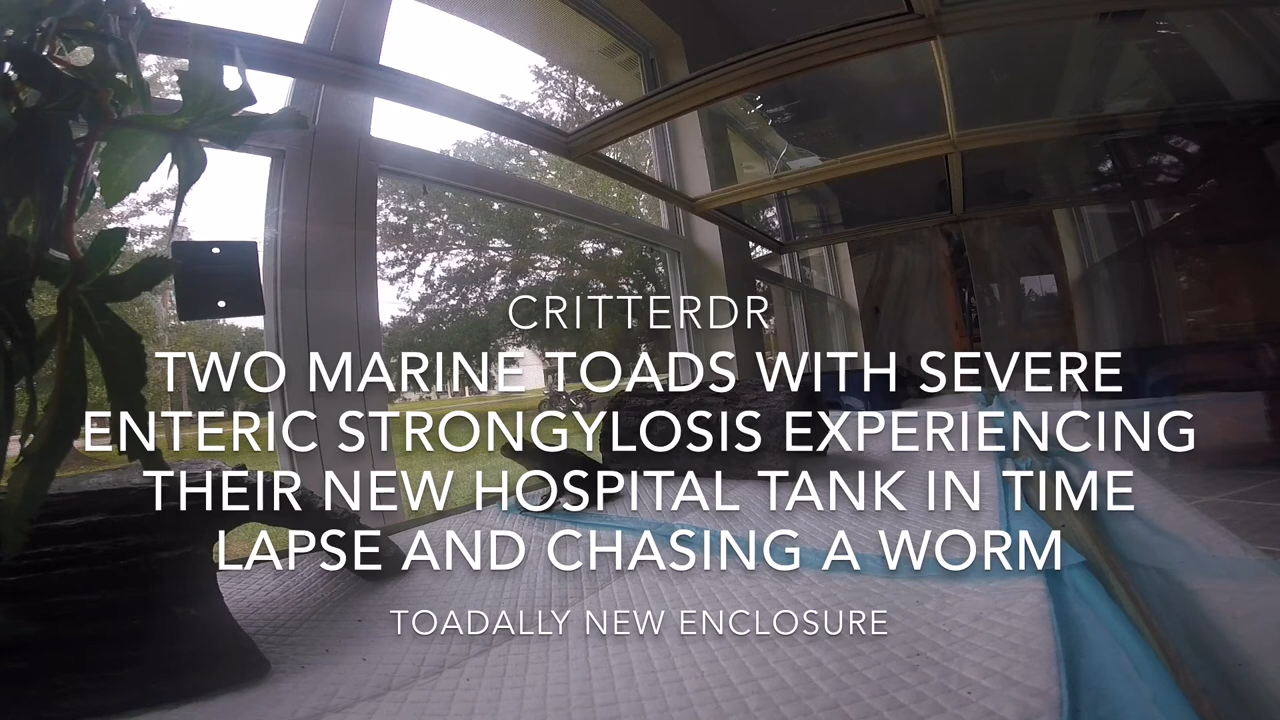 CRITTERDR
TWO MARINE TOADS WITH SEVERE
ENTERIC STRONGYLOSIS EXPERIENCING
THEIR NEW HOSPITAL TANK IN TIME
LAPSE AND CHASING A WORM
TOADALLY NEW ENCLOSURE